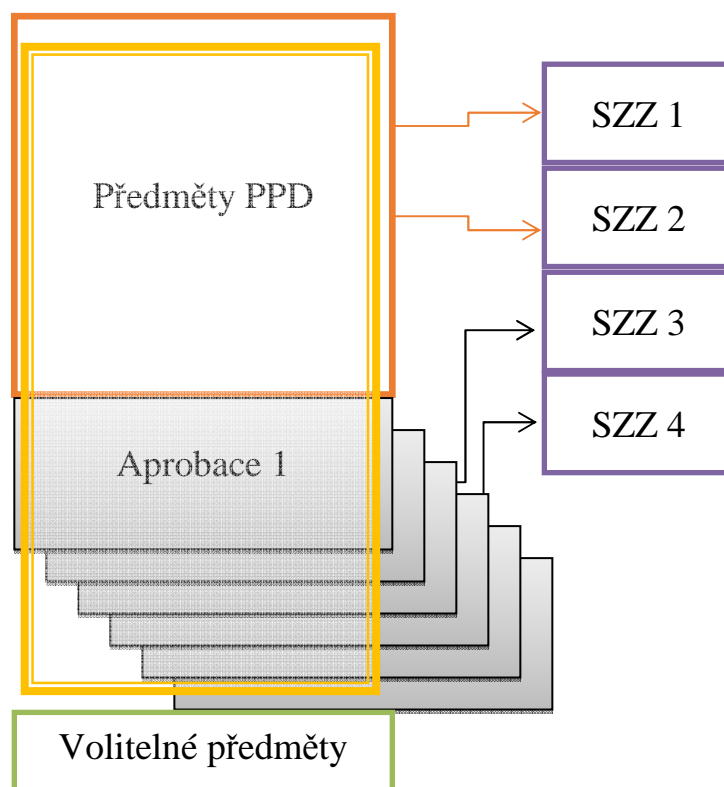 Předměty PPD
Aprobace 1
Volitelné předměty
SZZ 1
SZZ 2
SZZ 3
SZZ 4